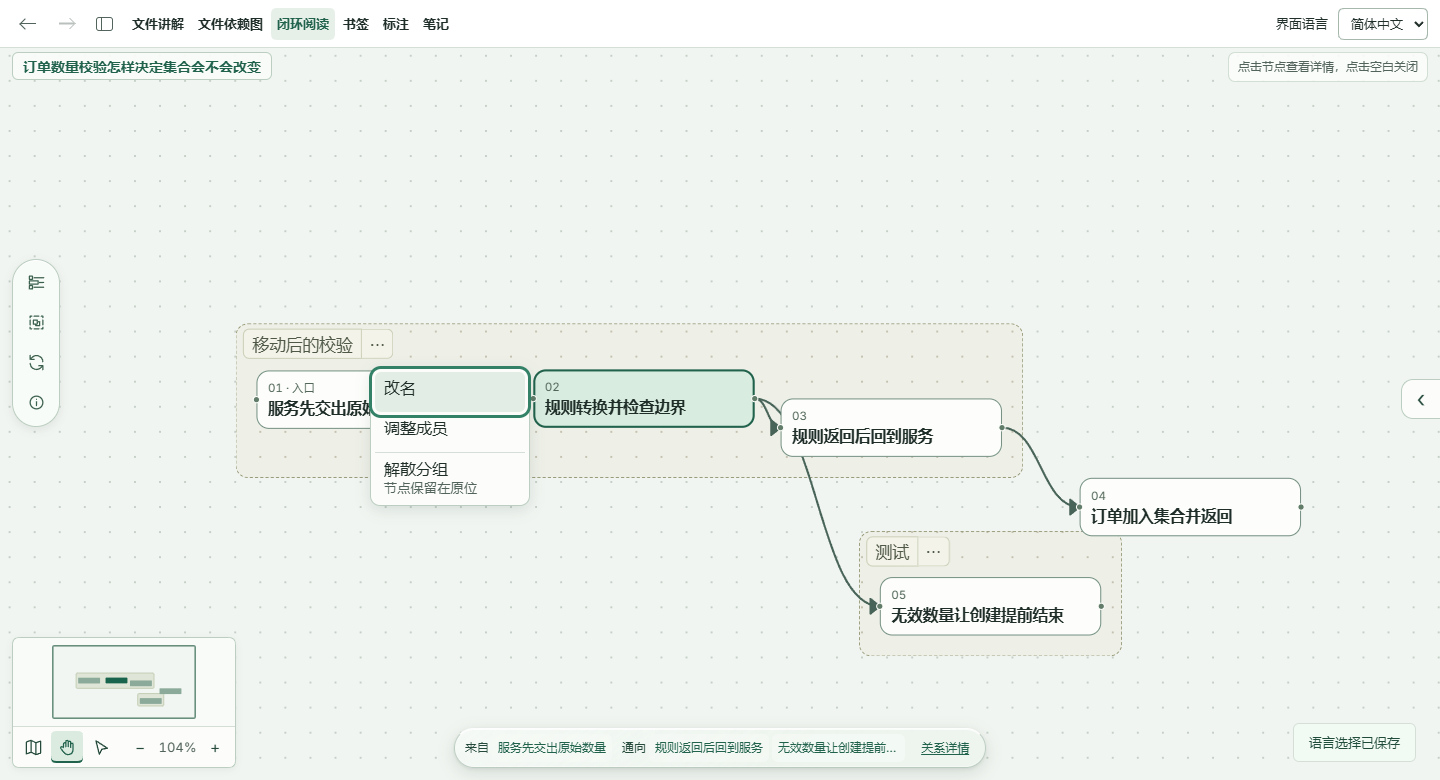 文件讲解 文件依赖图 闭环阅读 书签 标注 笔记 界面语言 简体中文
订单数量校验怎样决定集合会不会改变
点击节点查看详情，点击空白关闭
移动后的校验 ···
01 · 入口
服务先交出原始
改名
调整成员
解散分组
节点保留在原位
02
规则转换并检查边界
03
规则返回后回到服务
04
订单加入集合并返回
测试 ···
05
无效数量让创建提前结束
− 104% +
来自 服务先交出原始数量 通向 规则返回后回到服务 无效数量让创建提前... 关系详情
语言选择已保存